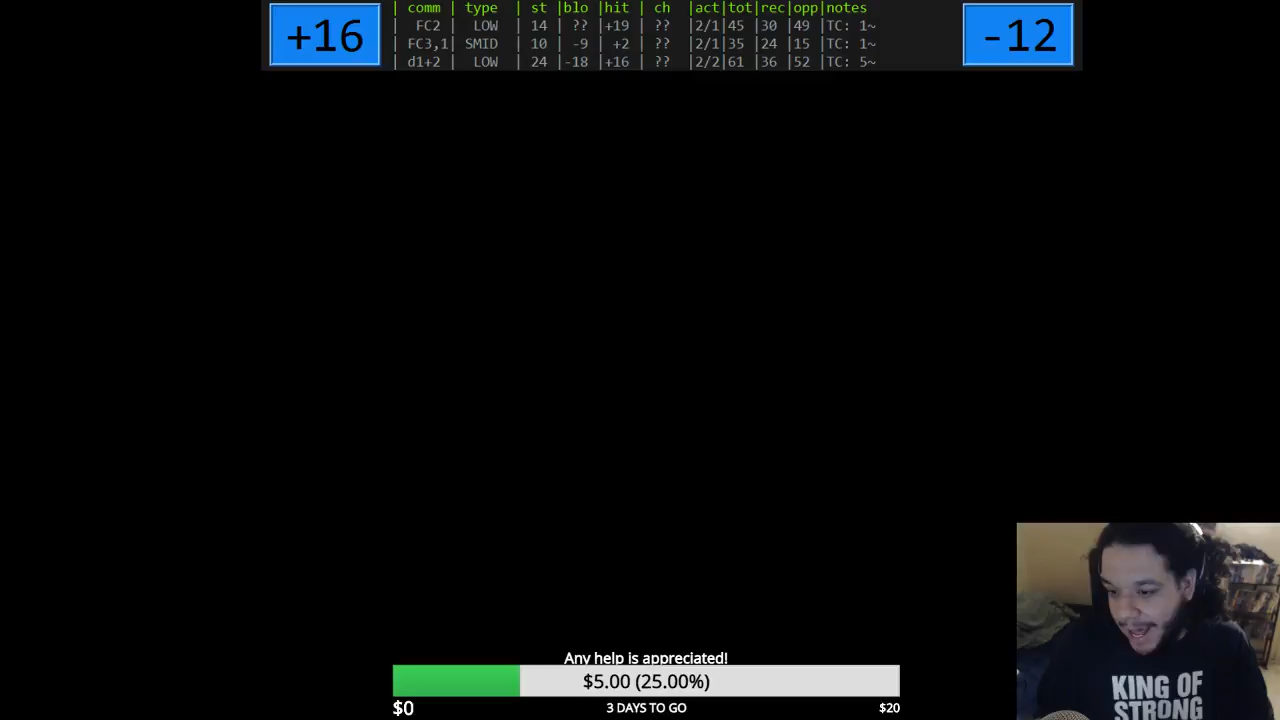 +16
| comm | type | st |blo |hit | ch |act|tot|rec|opp|notes
| FC2 | LOW | 14 | ?? |+19 | ?? |2/1|45 |30 |49 |TC: 1~
| FC3,1| SMID | 10 | -9 | +2 | ?? |2/1|35 |24 |15 |TC: 1~
| d1+2 | LOW | 24 |-18 |+16 | ?? |2/2|61 |36 |52 |TC: 5~
-12
Any help is appreciated!
$5.00 (25.00%)
$0 3 DAYS TO GO $20
KING OF
STRONG